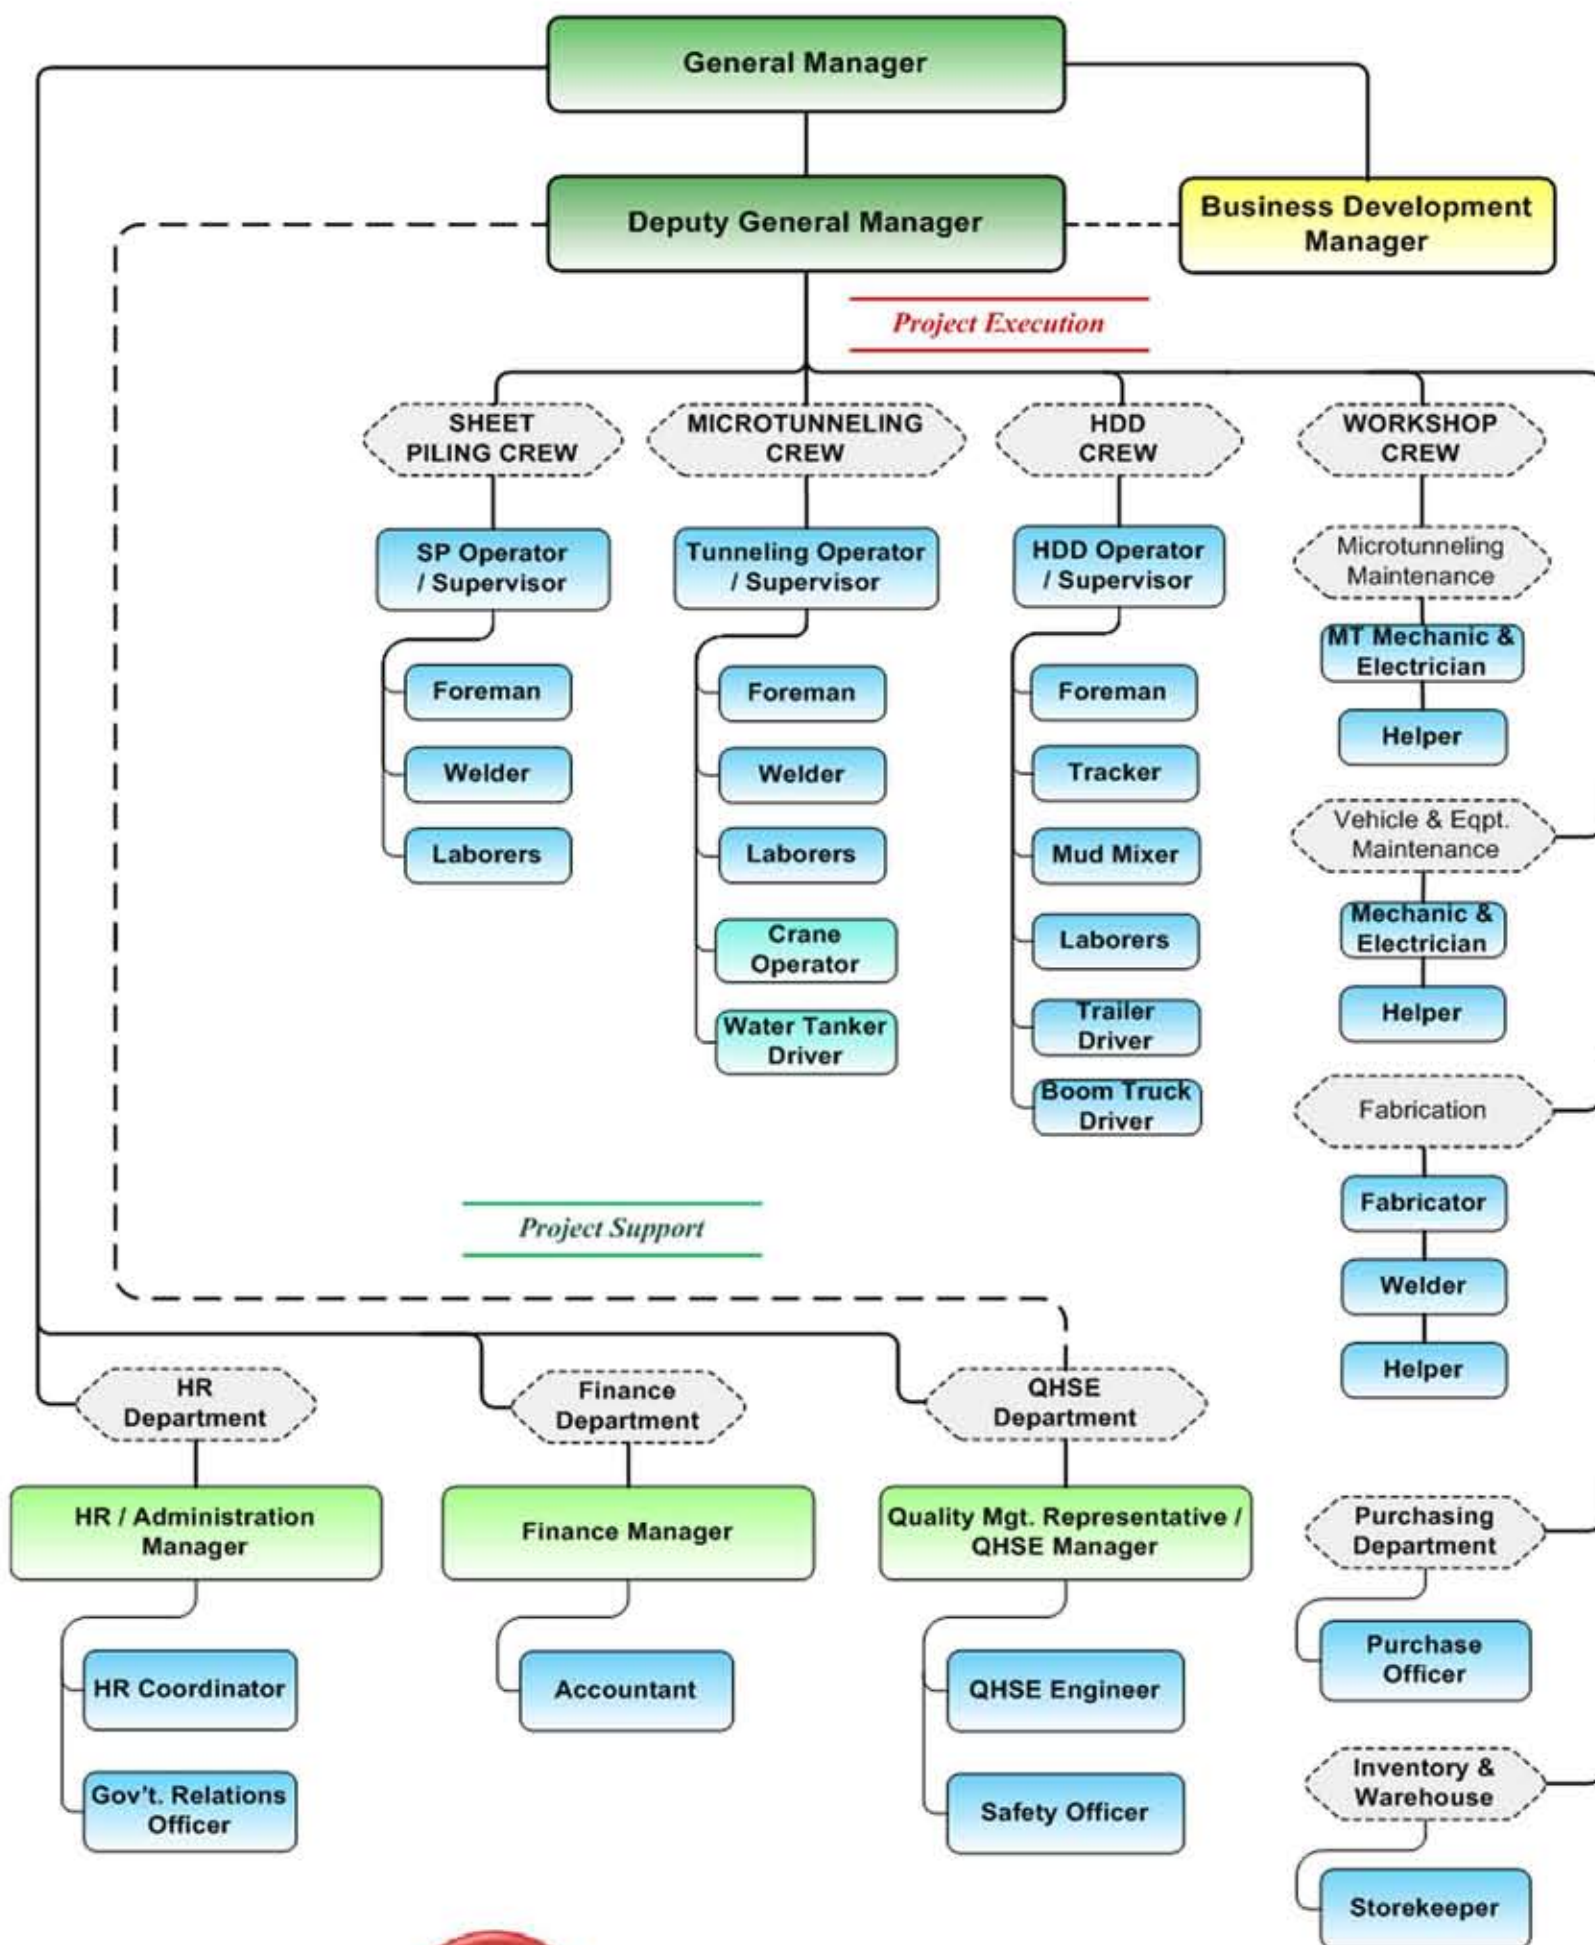 General Manager
Deputy General Manager
Business Development
Manager
Project Execution
SHEET
PILING CREW
MICROTUNNELING
CREW
HDD
CREW
WORKSHOP
CREW
SP Operator
/ Supervisor
Foreman
Welder
Laborers
Tunneling Operator
/ Supervisor
Foreman
Welder
Laborers
Crane
Operator
Water Tanker
Driver
HDD Operator
/ Supervisor
Foreman
Tracker
Mud Mixer
Laborers
Trailer
Driver
Boom Truck
Driver
Microtunneling
Maintenance
MT Mechanic &
Electrician
Helper
Vehicle & Eqpt.
Maintenance
Mechanic &
Electrician
Helper
Fabrication
Fabricator
Welder
Helper
Project Support
HR
Department
HR / Administration
Manager
HR Coordinator
Gov't. Relations
Officer
Finance
Department
Finance Manager
Accountant
QHSE
Department
Quality Mgt. Representative /
QHSE Manager
QHSE Engineer
Safety Officer
Purchasing
Department
Purchase
Officer
Inventory &
Warehouse
Storekeeper